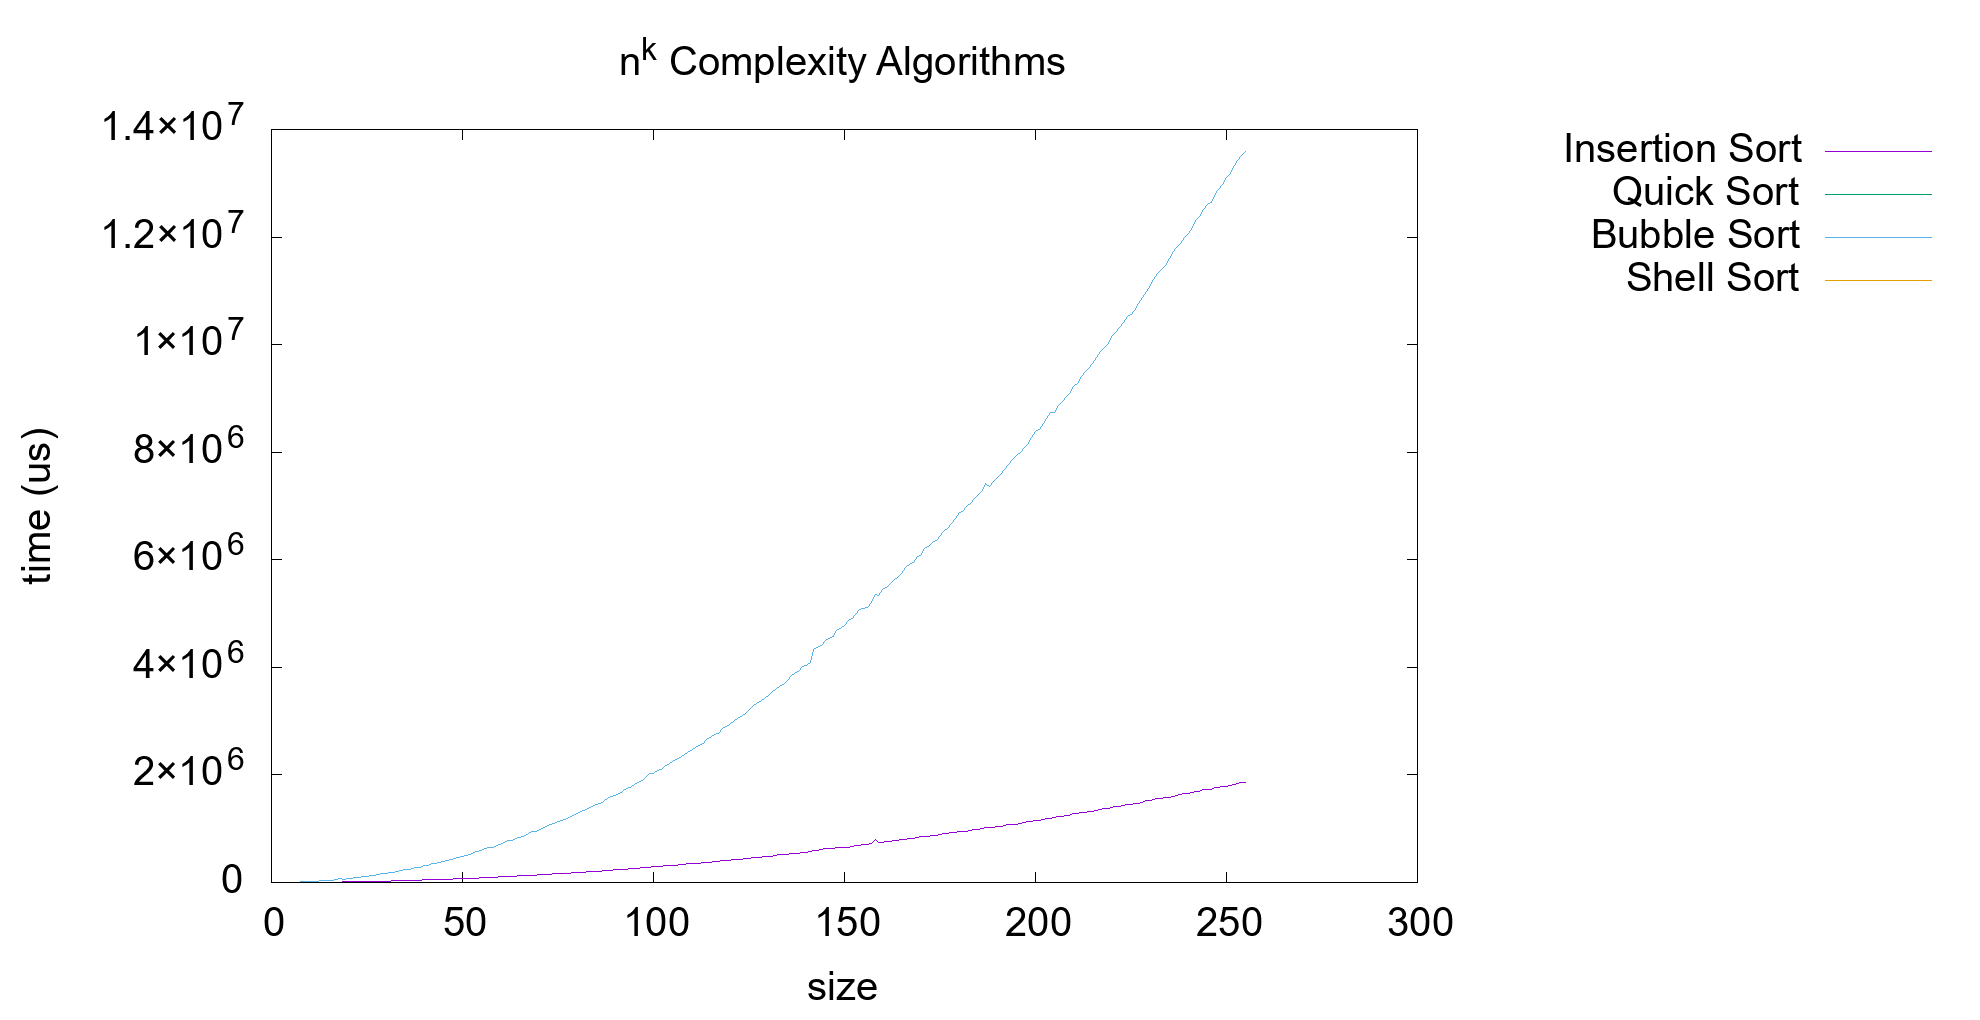 n^k Complexity Algorithms
1.4×10^7
1.2×10^7
1×10^7
8×10^6
6×10^6
4×10^6
2×10^6
0
time (us)
0 50 100 150 200 250 300
size
Insertion Sort
Quick Sort
Bubble Sort
Shell Sort